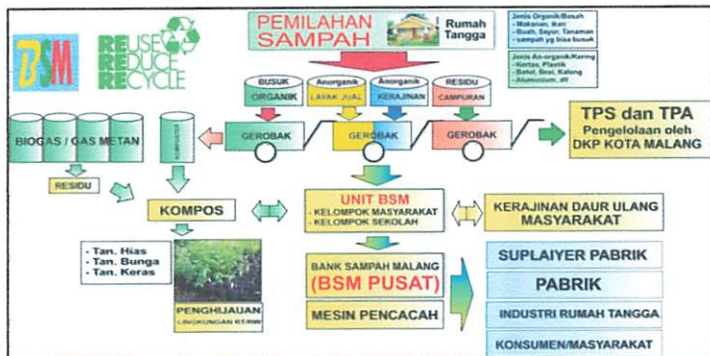 BSM
REUSE
REDUCE
RECYCLE
PEMILAHAN
SAMPAH
Rumah
Tangga
Jenis Organik/Basah
- Makanan, Ikan
- Buah, Sayur, Tanaman
- sampah yg bisa busuk
Jenis An-organik/Kering
- Kertas, Plastik
- Botol, Besi, Kaleng
- Alumunium, dll
BUSUK
ORGANIK
Anorganik
LAYAK JUAL
Anorganik
KERAJINAN
RESIDU
CAMPURAN
BIOGAS / GAS METAN
KOMPOSTER
GEROBAK
GEROBAK
GEROBAK
TPS dan TPA
Pengelolaan oleh
DKP KOTA MALANG
RESIDU
KOMPOS
UNIT BSM
- KELOMPOK MASYARAKAT
- KELOMPOK SEKOLAH
KERAJINAN DAUR ULANG
MASYARAKAT
- Tan. Hias
- Tan. Bunga
- Tan. Keras
PENGHIJAUAN
LINGKUNGAN RT/RW
BANK SAMPAH MALANG
(BSM PUSAT)
MESIN PENCACAH
SUPLAIYER PABRIK
PABRIK
INDUSTRI RUMAH TANGGA
KONSUMEN/MASYARAKAT